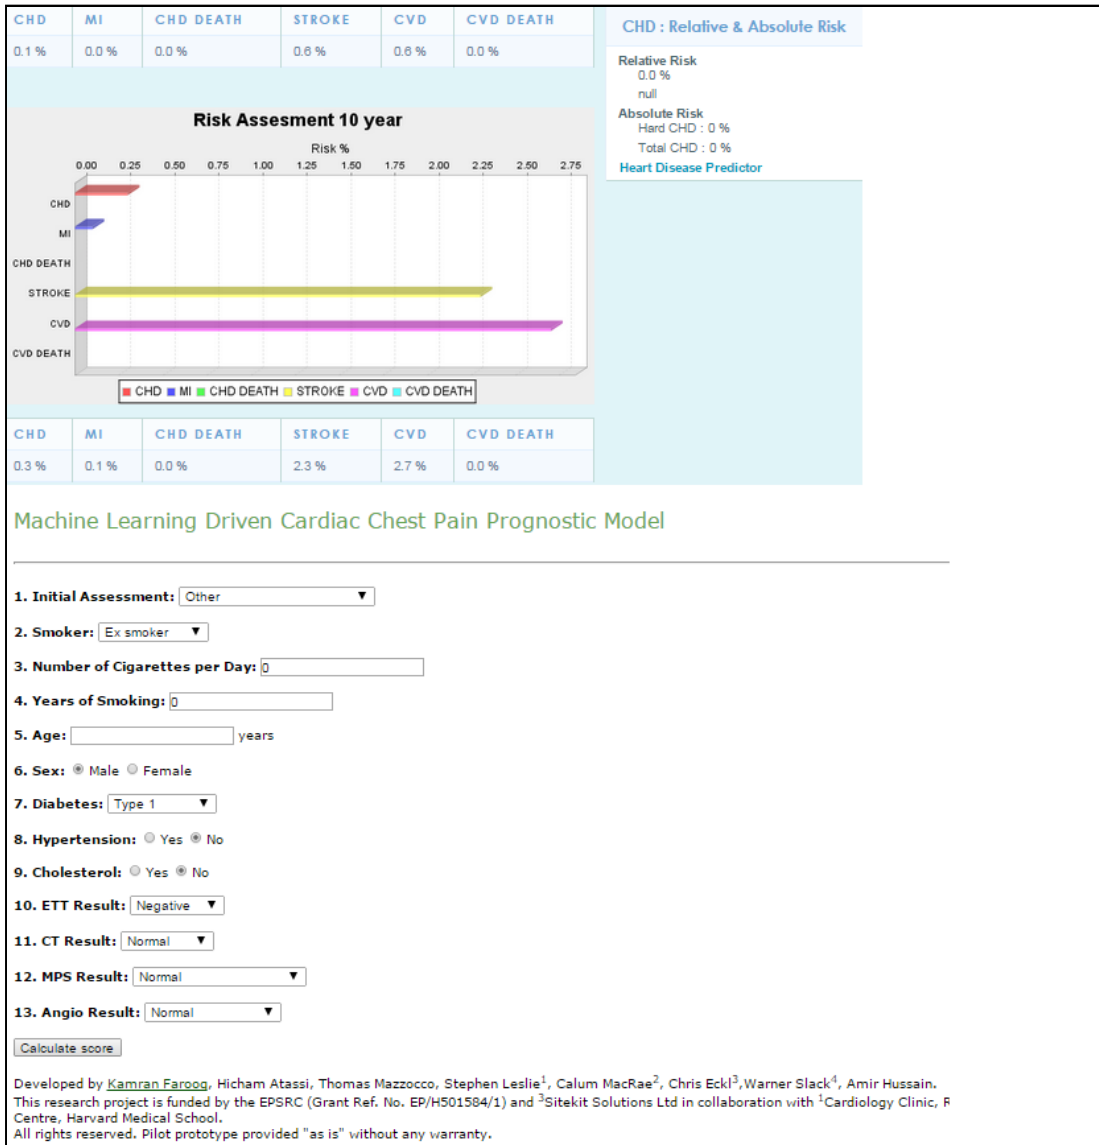 CHD MI CHD DEATH STROKE CVD CVD DEATH
0.1 % 0.0 % 0.0 % 0.6 % 0.6 % 0.0 %
CHD : Relative & Absolute Risk
Relative Risk
0.0 %
null
Absolute Risk
Hard CHD : 0 %
Total CHD : 0 %
Heart Disease Predictor
Risk Assesment 10 year
Risk %
0.00 0.25 0.50 0.75 1.00 1.25 1.50 1.75 2.00 2.25 2.50 2.75
CHD
MI
CHD DEATH
STROKE
CVD
CVD DEATH
CHD MI CHD DEATH STROKE CVD CVD DEATH
CHD MI CHD DEATH STROKE CVD CVD DEATH
0.3 % 0.1 % 0.0 % 2.3 % 2.7 % 0.0 %
Machine Learning Driven Cardiac Chest Pain Prognostic Model
1. Initial Assessment: Other
2. Smoker: Ex smoker
3. Number of Cigarettes per Day: 0
4. Years of Smoking: 0
5. Age: years
6. Sex: Male Female
7. Diabetes: Type 1
8. Hypertension: Yes No
9. Cholesterol: Yes No
10. ETT Result: Negative
11. CT Result: Normal
12. MPS Result: Normal
13. Angio Result: Normal
Calculate score
Developed by Kamran Farooq, Hicham Atassi, Thomas Mazzocco, Stephen Leslie1, Calum MacRae2, Chris Eckl3,Warner Slack4, Amir Hussain.
This research project is funded by the EPSRC (Grant Ref. No. EP/H501584/1) and 3Sitekit Solutions Ltd in collaboration with 1Cardiology Clinic,
Centre, Harvard Medical School.
All rights reserved. Pilot prototype provided "as is" without any warranty.